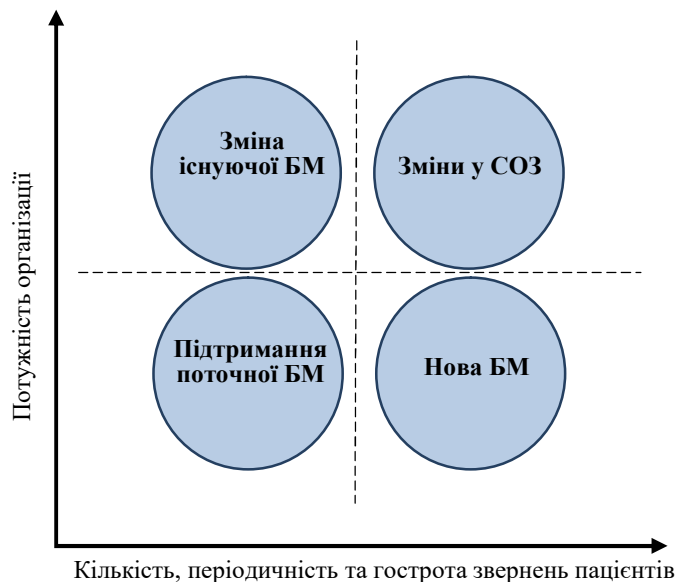 Потужність організації
Зміна
існуючої БМ
Зміни у СОЗ
Підтримання
поточної БМ
Нова БМ
Кількість, періодичність та гострота звернень пацієнтів